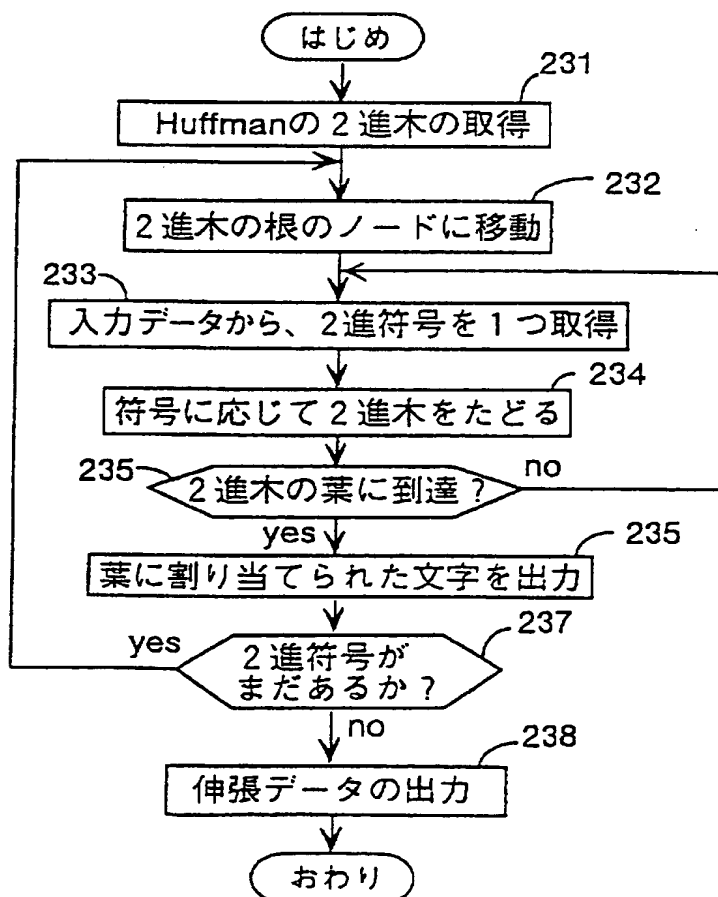 はじめ
231
Huffmanの２進木の取得
232
２進木の根のノードに移動
233
入力データから、２進符号を１つ取得
234
符号に応じて２進木をたどる
235
２進木の葉に到達？
no
yes
235
葉に割り当てられた文字を出力
yes
237
２進符号が
まだあるか？
no
238
伸張データの出力
おわり